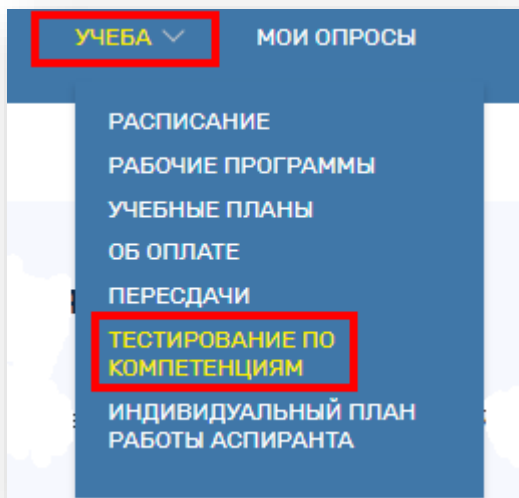 УЧЕБА МОИ ОПРОСЫ
РАСПИСАНИЕ
РАБОЧИЕ ПРОГРАММЫ
УЧЕБНЫЕ ПЛАНЫ
ОБ ОПЛАТЕ
ПЕРЕСДАЧИ
ТЕСТИРОВАНИЕ ПО
КОМПЕТЕНЦИЯМ
ИНДИВИДУАЛЬНЫЙ ПЛАН
РАБОТЫ АСПИРАНТА